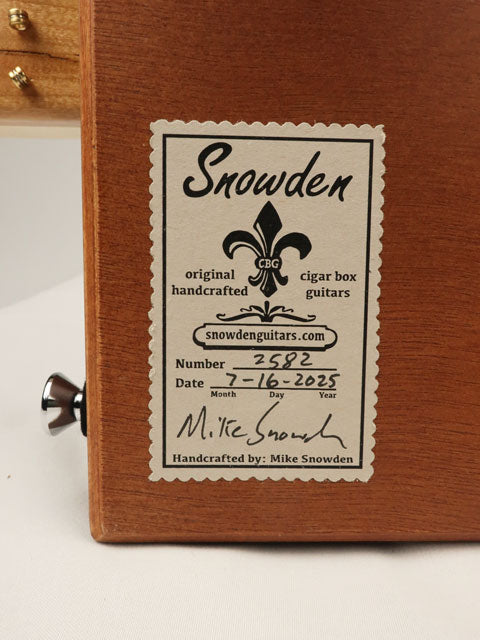 Snowden
CBG
original handcrafted
cigar box guitars
snowdenguitars.com
Number 2582
Date 7-16-2025
Month Day Year
Mike Snowden
Handcrafted by: Mike Snowden